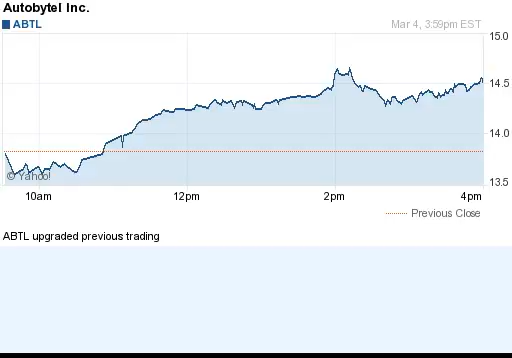 Autobytel Inc.
ABTL Mar 4, 3:59pm EST
15.0
14.5
14.0
13.5
© Yahoo!
10am 12pm 2pm 4pm
Previous Close
ABTL upgraded previous trading